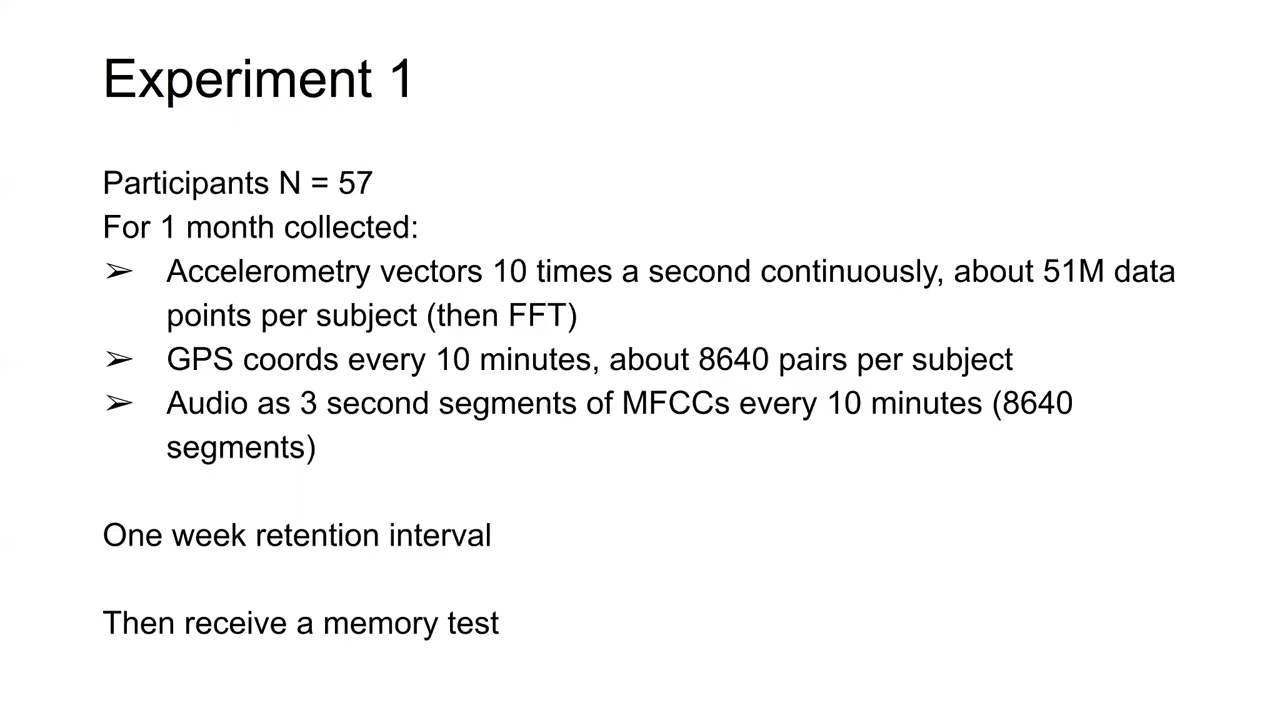 Experiment 1
Participants N = 57
For 1 month collected:
➢ Accelerometry vectors 10 times a second continuously, about 51M data
points per subject (then FFT)
➢ GPS coords every 10 minutes, about 8640 pairs per subject
➢ Audio as 3 second segments of MFCCs every 10 minutes (8640
segments)
One week retention interval
Then receive a memory test